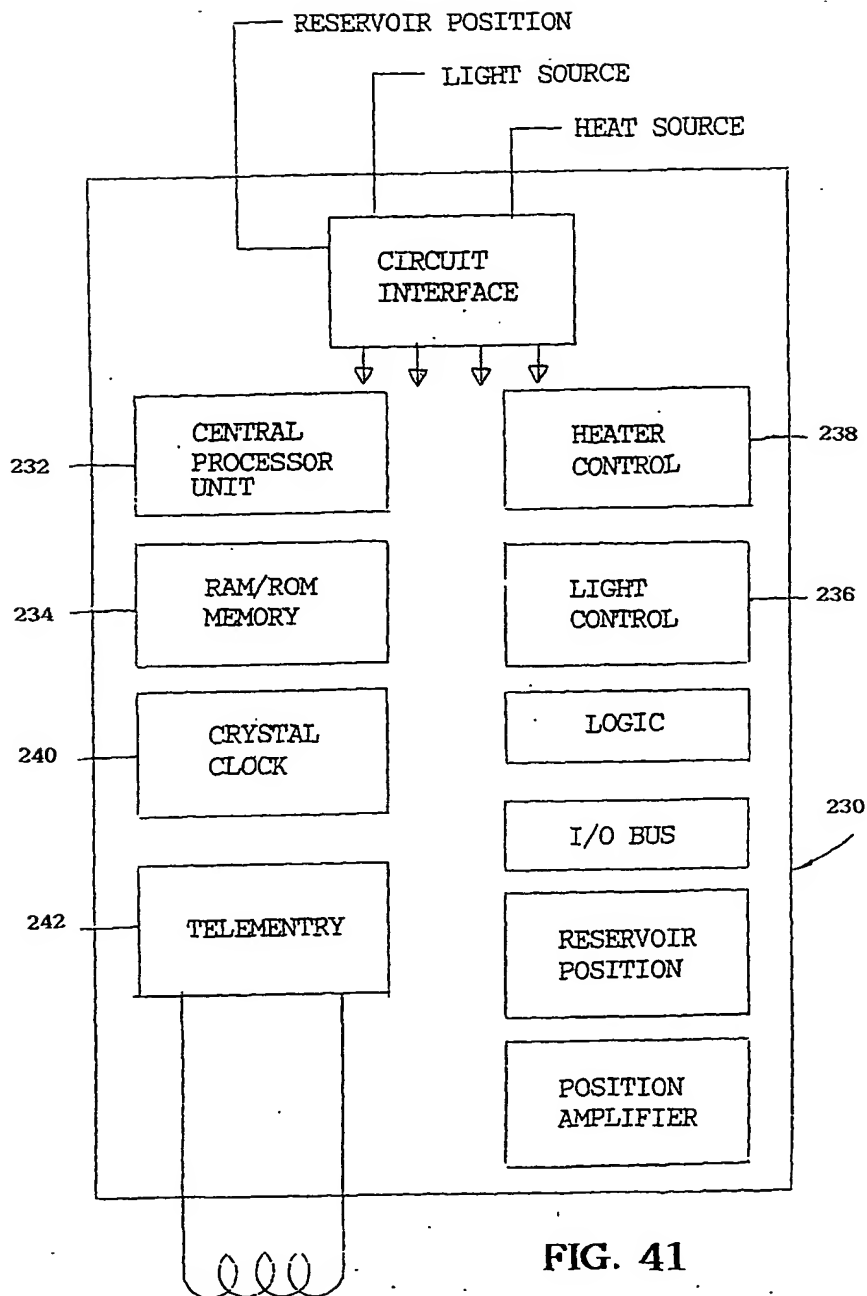 RESERVOIR POSITION
LIGHT SOURCE
HEAT SOURCE
CIRCUIT
INTERFACE
CENTRAL
PROCESSOR
UNIT
232
HEATER
CONTROL
238
RAM/ROM
MEMORY
234
LIGHT
CONTROL
236
CRYSTAL
CLOCK
240
LOGIC
I/O BUS
230
TELEMENTRY
242
RESERVOIR
POSITION
POSITION
AMPLIFIER
FIG. 41